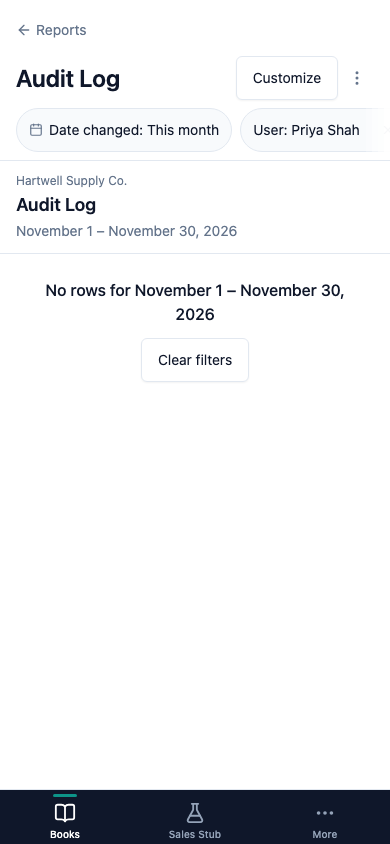 Reports
Audit Log
Customize
Date changed: This month
User: Priya Shah
Hartwell Supply Co.
Audit Log
November 1 – November 30, 2026
No rows for November 1 – November 30,
2026
Clear filters
Books
Sales Stub
More